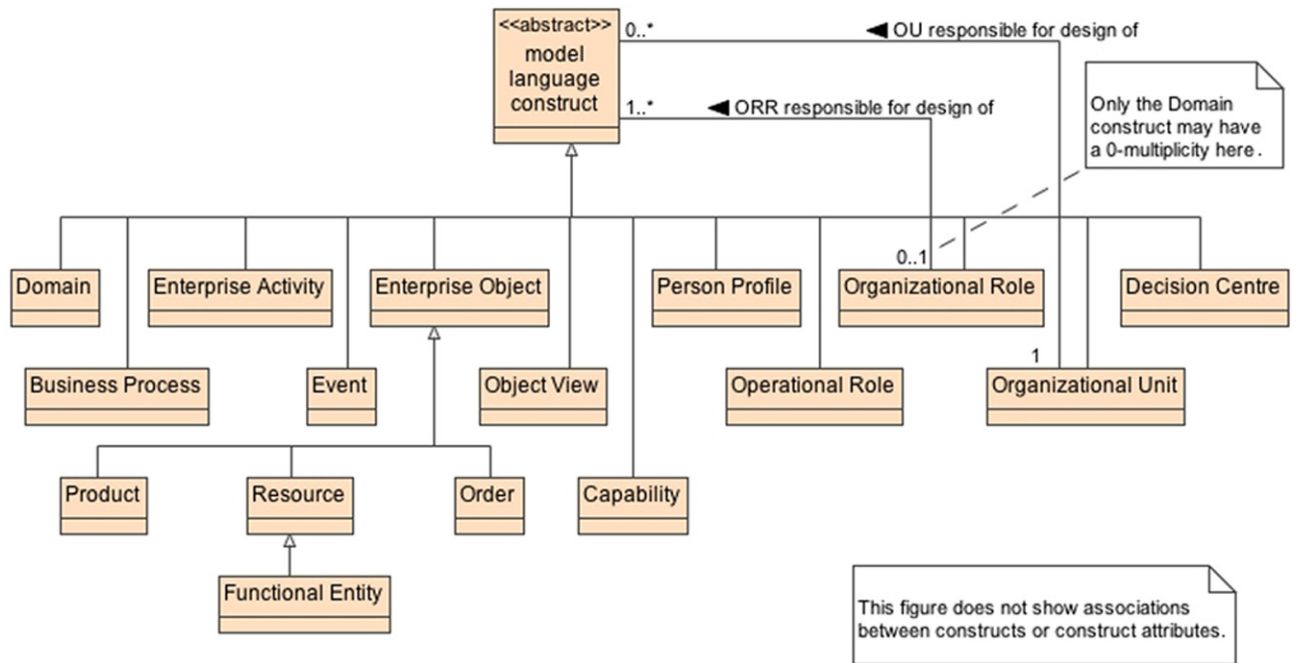 <<abstract>>
model
language
construct
0..*
OU responsible for design of
1..*
ORR responsible for design of
Only the Domain
construct may have
a 0-multiplicity here.
0..1
Domain
Enterprise Activity
Enterprise Object
Person Profile
Organizational Role
Decision Centre
1
Business Process
Event
Object View
Operational Role
Organizational Unit
Product
Resource
Order
Capability
Functional Entity
This figure does not show associations
between constructs or construct attributes.